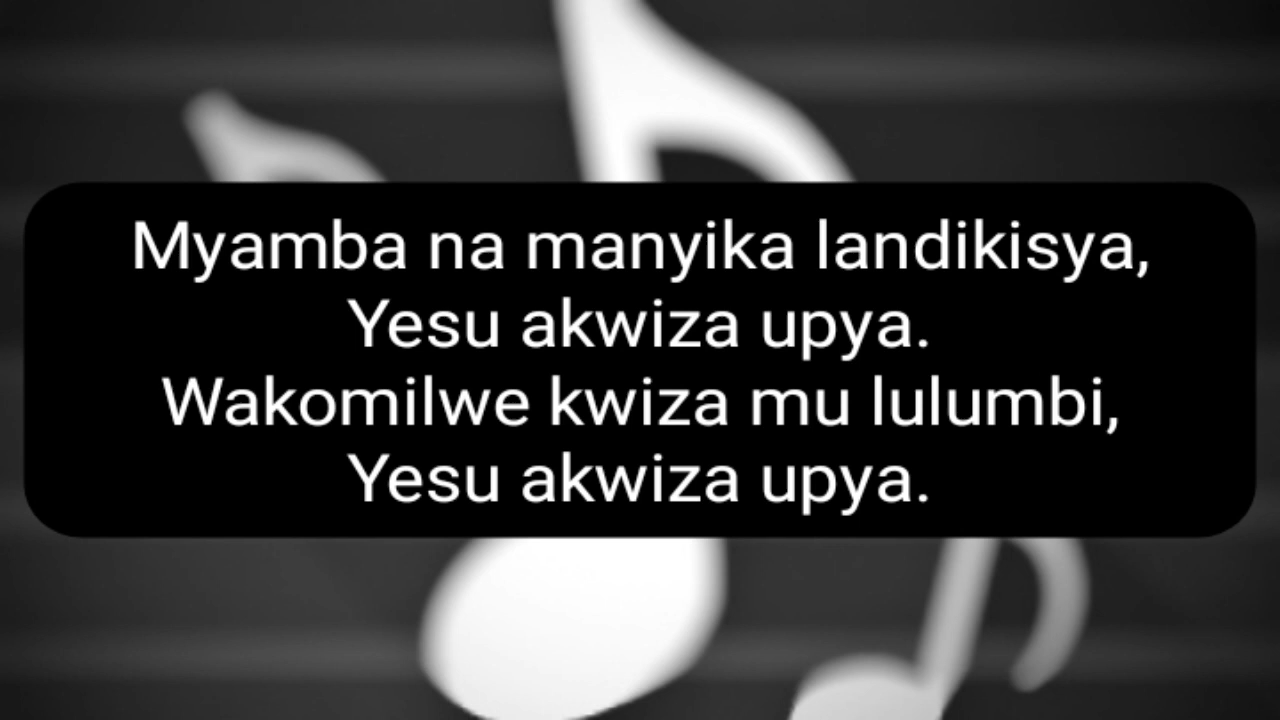 Myamba na manyika landikisya,
Yesu akwiza upya.
Wakomilwe kwiza mu lulumbi,
Yesu akwiza upya.